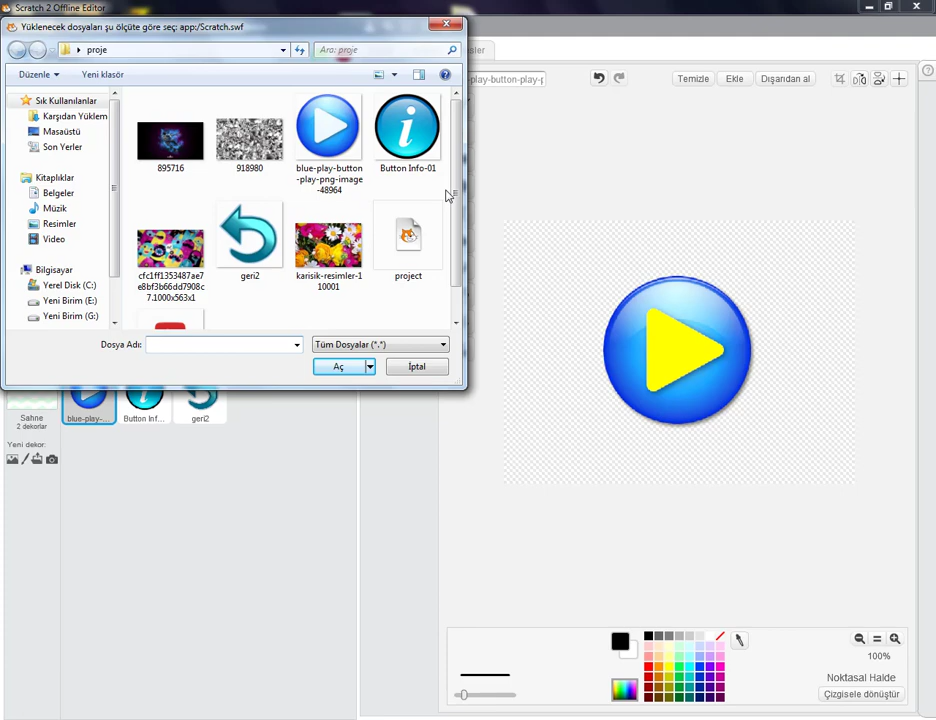 Scratch 2 Offline Editor
Yüklenecek dosyaları şu ölçüte göre seç: app:/Scratch.swf
proje
Ara: proje
Düzenle
Yeni klasör
Sık Kullanılanlar
Karşıdan Yüklem
Masaüstü
Son Yerler
Kitaplıklar
Belgeler
Müzik
Resimler
Video
Bilgisayar
Yerel Disk (C:)
Yeni Birim (E:)
Yeni Birim (G:)
895716
918980
blue-play-button
-play-png-image
-48964
Button Info-01
cfc1ff1353487ae7
e8bf3b66dd7908c
7.1000x563x1
geri2
karisik-resimler-1
10001
project
Dosya Adı:
Tüm Dosyalar (*.*)
Aç
İptal
-play-button-play-p
Temizle
Ekle
Dışarıdan al
Sahne
2 dekorlar
Yeni dekor:
blue-play-...
Button Inf...
geri2
100%
Noktasal Halde
Çizgisele dönüştür